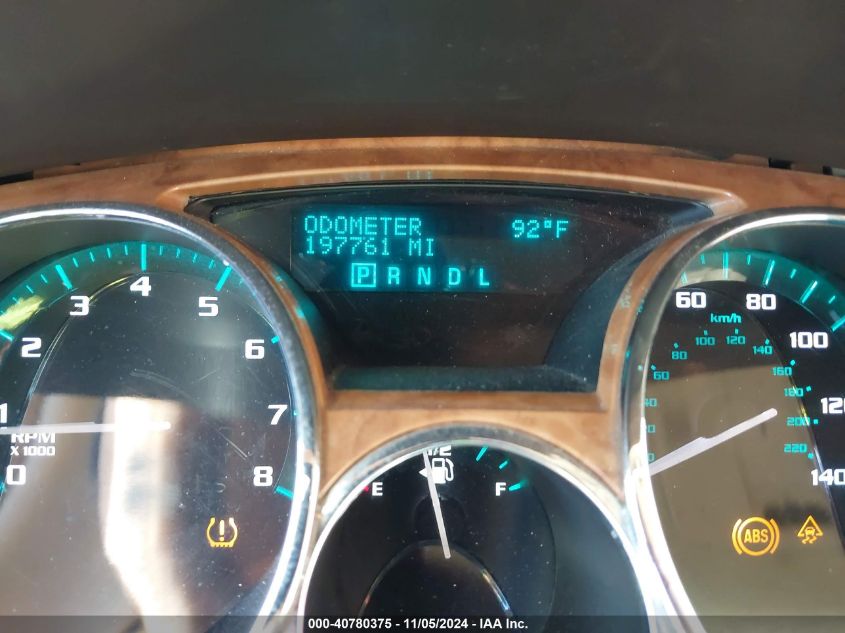 ODOMETER 92°F
197761 MI
P R N D L
0 1 2 3 4 5 6 7 8
RPM
X 1000
E 1/2 F
60 80 100 120 140
km/h
60 80 100 120 140 160 180 200 220
ABS
000-40780375 - 11/05/2024 - IAA Inc.